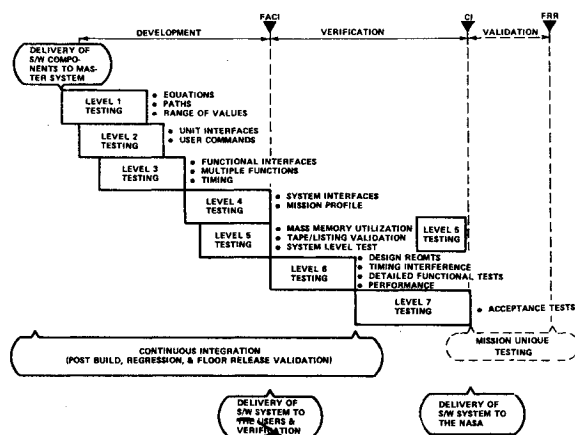 FACI
CI
FRR
DEVELOPMENT
VERIFICATION
VALIDATION
DELIVERY OF
S/W COMPO-
NENTS TO MAS-
TER SYSTEM
LEVEL 1
TESTING
• EQUATIONS
• PATHS
• RANGE OF VALUES
LEVEL 2
TESTING
• UNIT INTERFACES
• USER COMMANDS
LEVEL 3
TESTING
• FUNCTIONAL INTERFACES
• MULTIPLE FUNCTIONS
• TIMING
LEVEL 4
TESTING
• SYSTEM INTERFACES
• MISSION PROFILE
LEVEL 5
TESTING
• MASS MEMORY UTILIZATION
• TAPE/LISTING VALIDATION
• SYSTEM LEVEL TEST
LEVEL 5
TESTING
LEVEL 6
TESTING
• DESIGN REQMTS
• TIMING INTERFERENCE
• DETAILED FUNCTIONAL TESTS
• PERFORMANCE
LEVEL 7
TESTING
• ACCEPTANCE TESTS
CONTINUOUS INTEGRATION
(POST BUILD, REGRESSION, & FLOOR RELEASE VALIDATION)
MISSION UNIQUE
TESTING
DELIVERY OF
S/W SYSTEM TO
THE USERS &
VERIFICATION
DELIVERY OF
S/W SYSTEM TO
THE NASA